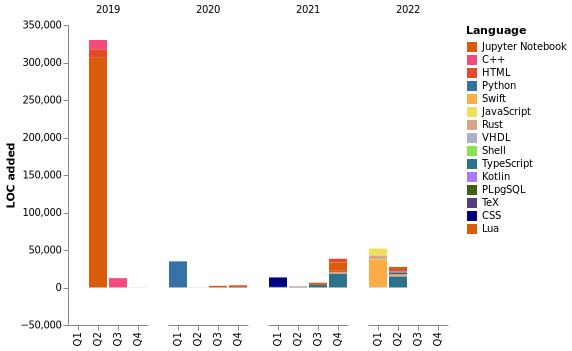 2019 2020 2021 2022
350,000
300,000
250,000
200,000
150,000
100,000
50,000
0
−50,000
LOC added
Q1 Q2 Q3 Q4 Q1 Q2 Q3 Q4 Q1 Q2 Q3 Q4 Q1 Q2 Q3 Q4
Language
Jupyter Notebook
C++
HTML
Python
Swift
JavaScript
Rust
VHDL
Shell
TypeScript
Kotlin
PLpgSQL
TeX
CSS
Lua